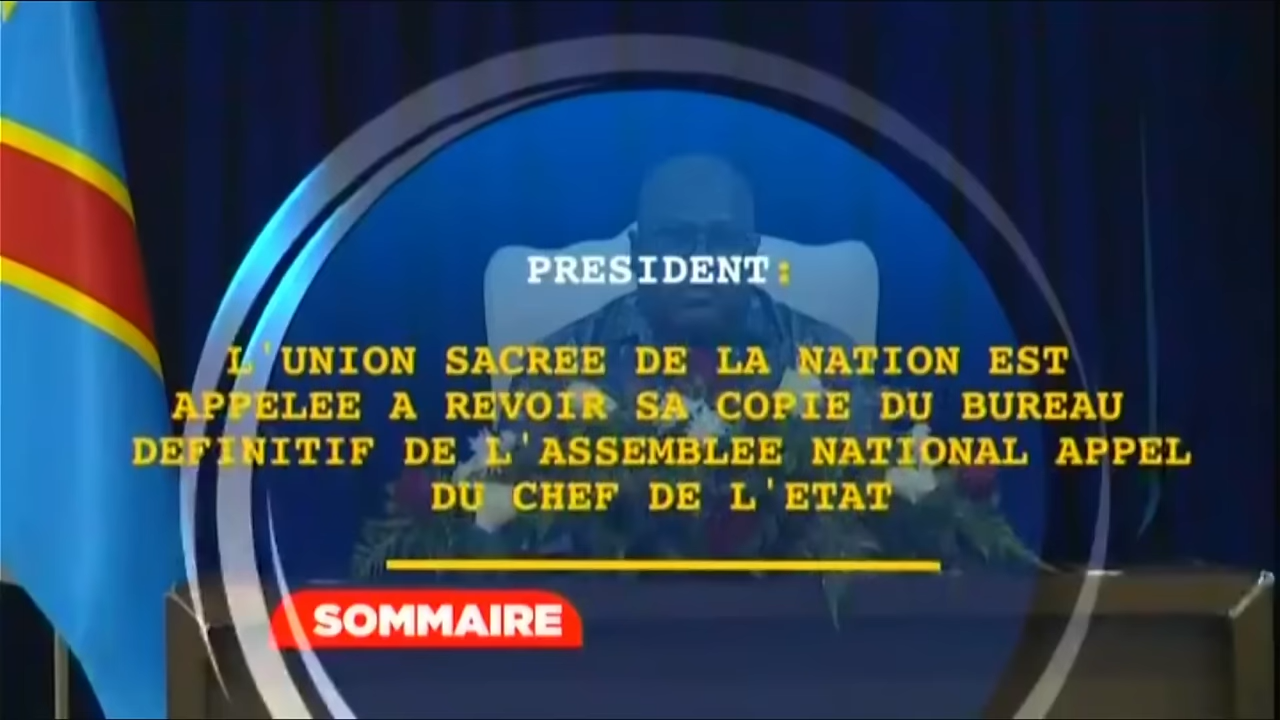 PRESIDENT:
L'UNION SACREE DE LA NATION EST
APPELEE A REVOIR SA COPIE DU BUREAU
DEFINITIF DE L'ASSEMBLEE NATIONAL APPEL
DU CHEF DE L'ETAT
SOMMAIRE